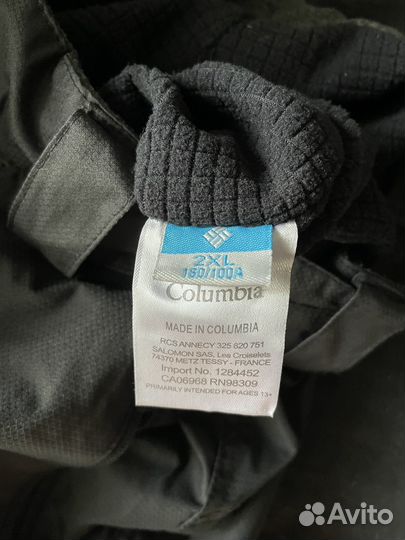 2XL
180/100A
Columbia
MADE IN COLUMBIA
RCS ANNECY 325 820 751
SALOMON SAS, Les Croiselets
74370 METZ TESSY - FRANCE
Import No. 1284452
CA06968 RN98309
PRIMARILY INTENDED FOR AGES 13+
Avito